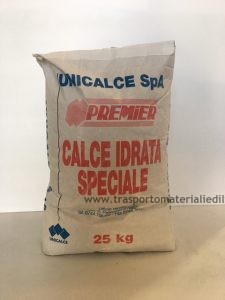 UNICALCE SpA
PREMIER
CALCE IDRATA
SPECIALE
www.trasportomaterialiedil
UNICALCE
25 kg